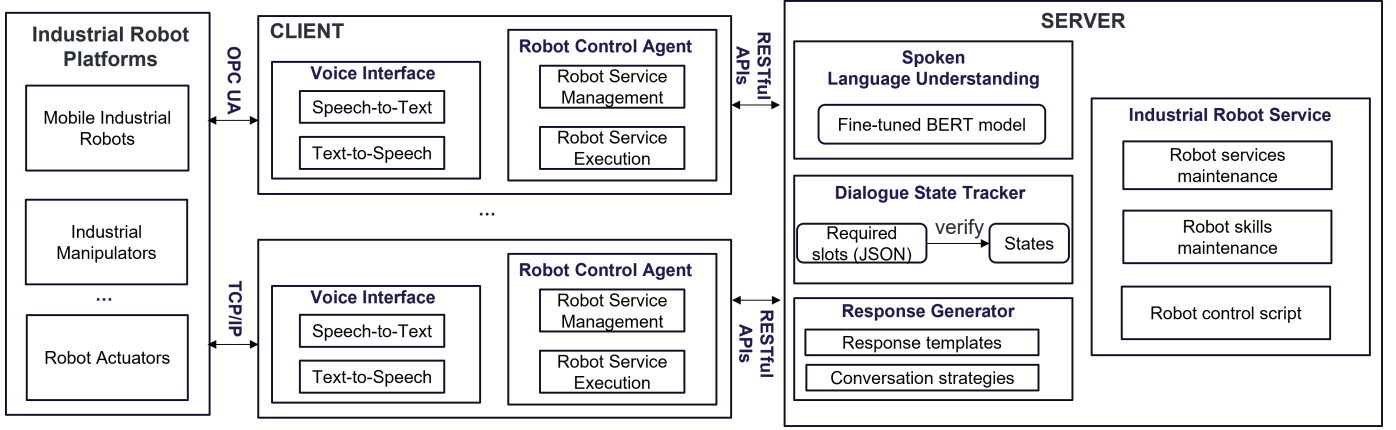 Industrial Robot
Platforms
Mobile Industrial
Robots
Industrial
Manipulators
...
Robot Actuators
OPC UA
TCP/IP
CLIENT
Voice Interface
Speech-to-Text
Text-to-Speech
Robot Control Agent
Robot Service
Management
Robot Service
Execution
...
Voice Interface
Speech-to-Text
Text-to-Speech
Robot Control Agent
Robot Service
Management
Robot Service
Execution
RESTful
APIs
RESTful
APIs
SERVER
Spoken
Language Understanding
Fine-tuned BERT model
Dialogue State Tracker
Required
slots (JSON)
verify
States
Response Generator
Response templates
Conversation strategies
Industrial Robot Service
Robot services
maintenance
Robot skills
maintenance
Robot control script